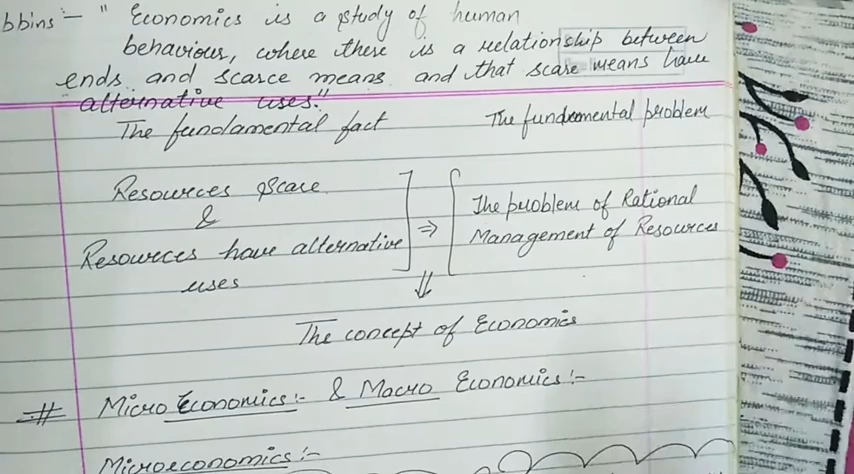 bbins:- " Economics is a study of human
behaviour, where there is a relationship between
ends and scarce means and that scare means have
alternative uses."
The fundamental fact
The fundremental problem
Resources Scare
&
Resources have alternative
uses
⇒
The problem of Rational
Management of Resources
⇓
The concept of Economics
# Micro Economics:- & Macro Economics:-
Microeconomics:-